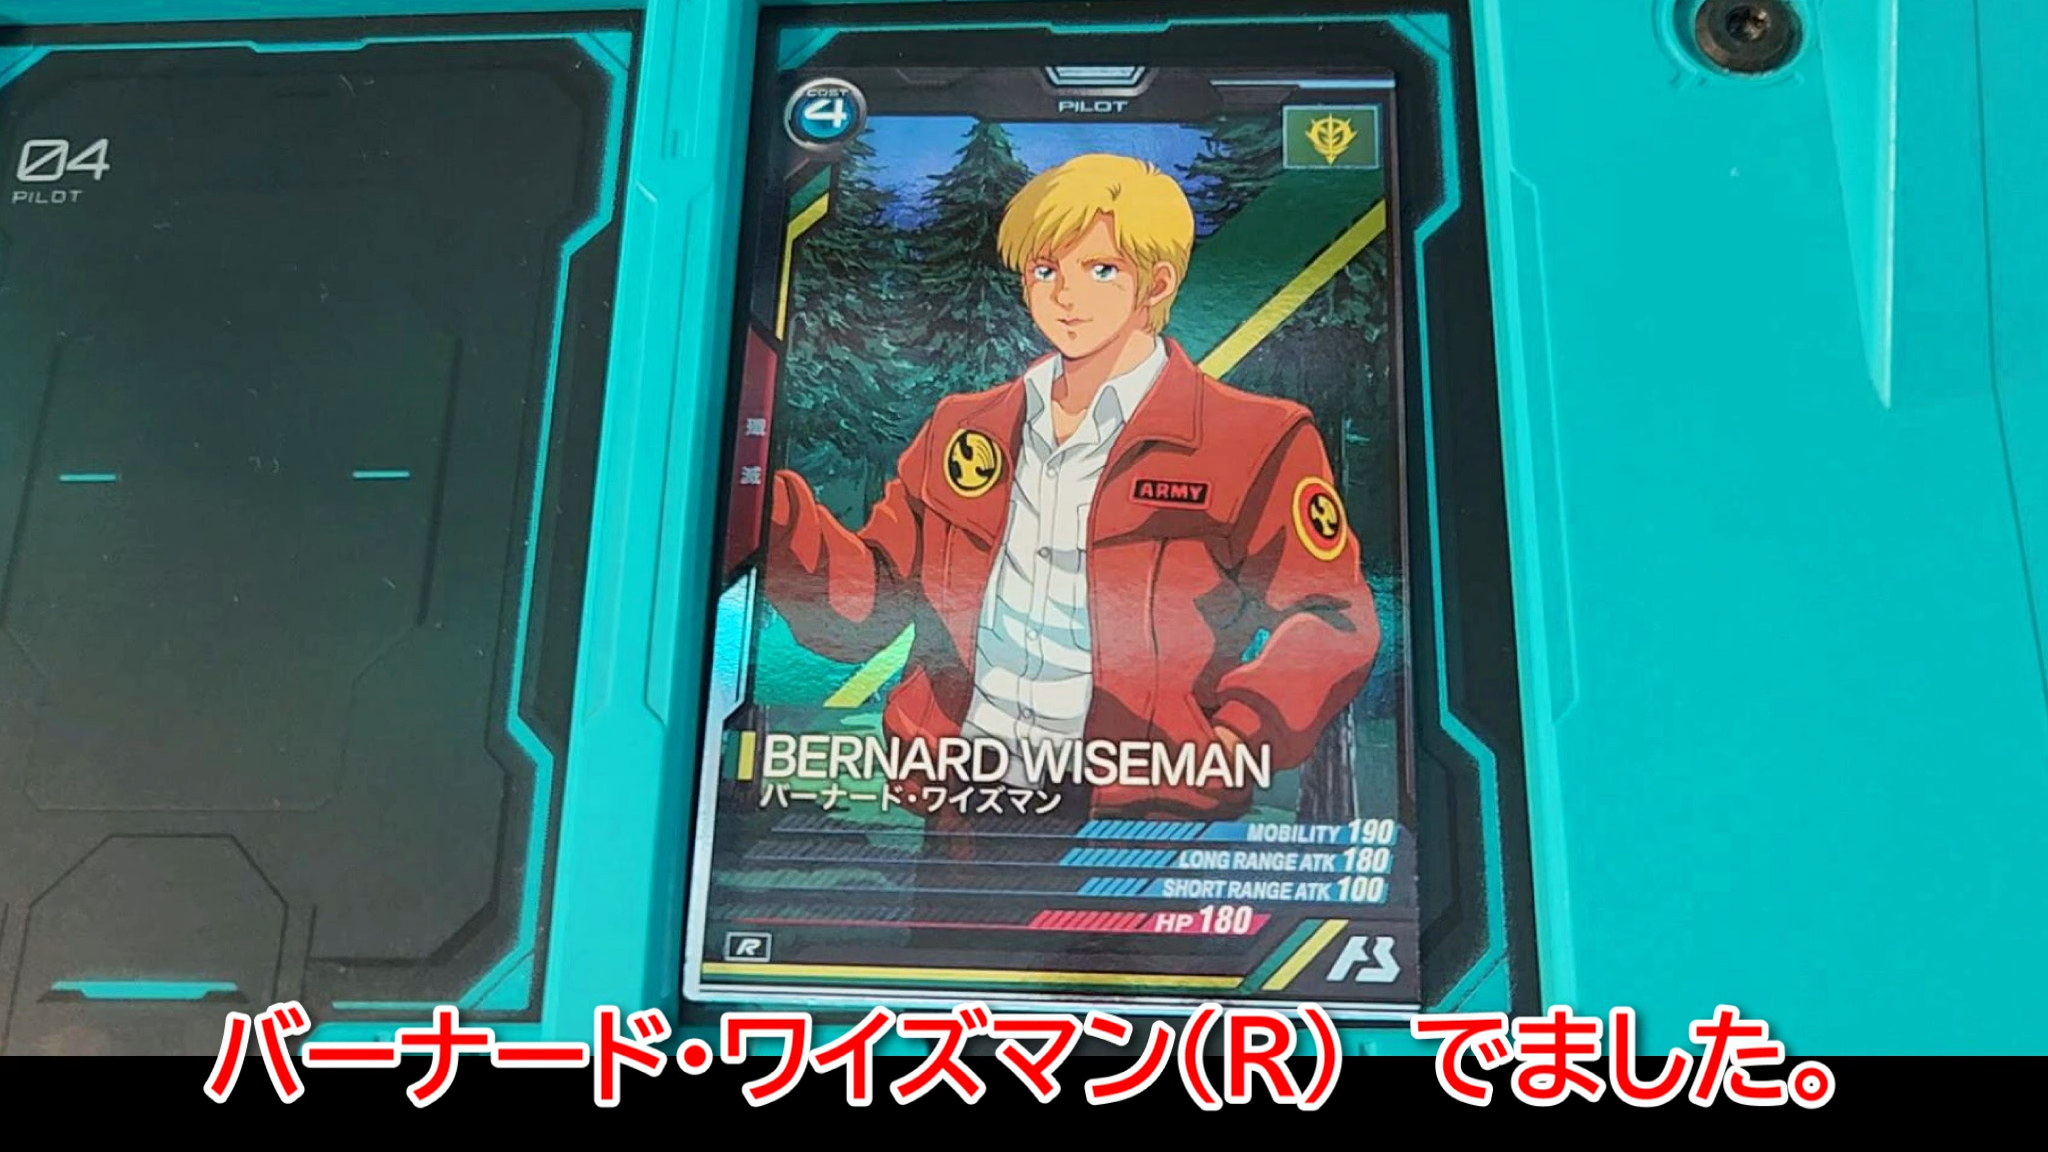 04
PILOT
COST
4
PILOT
殲滅
ARMY
BERNARD WISEMAN
バーナード・ワイズマン
MOBILITY 190
LONG RANGE ATK 180
SHORT RANGE ATK 100
HP 180
R
バーナード・ワイズマン(R) でました。